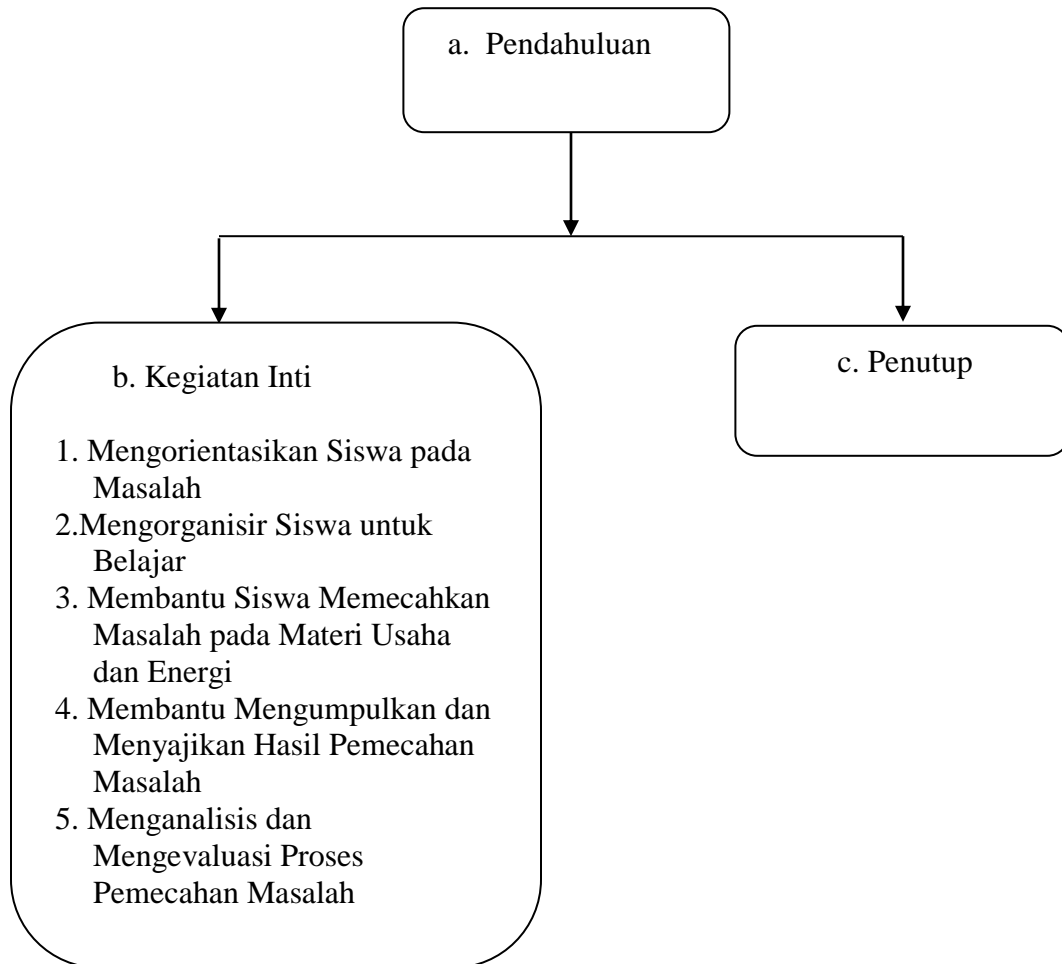 a. Pendahuluan
b. Kegiatan Inti
1. Mengorientasikan Siswa pada
Masalah
2.Mengorganisir Siswa untuk
Belajar
3. Membantu Siswa Memecahkan
Masalah pada Materi Usaha
dan Energi
4. Membantu Mengumpulkan dan
Menyajikan Hasil Pemecahan
Masalah
5. Menganalisis dan
Mengevaluasi Proses
Pemecahan Masalah
c. Penutup